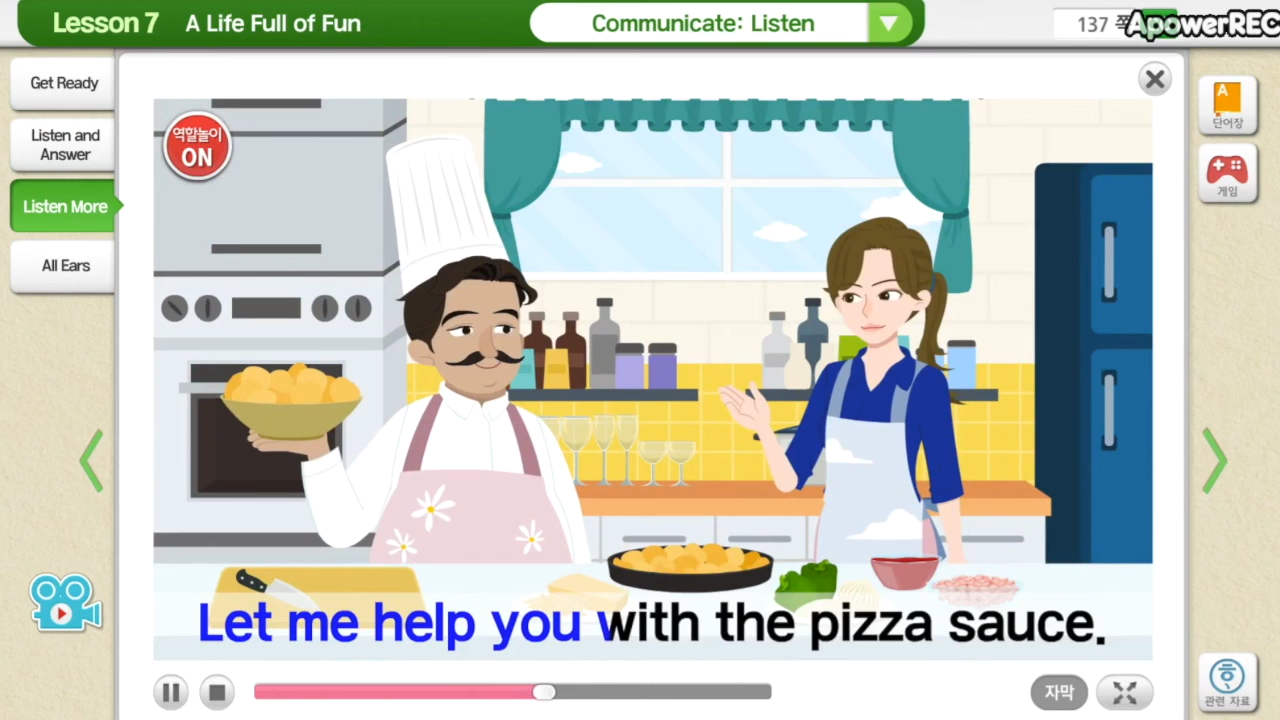 Lesson 7 A Life Full of Fun
Communicate: Listen
137 쪽
ApowerREC
Get Ready
Listen and
Answer
Listen More
All Ears
역할놀이
ON
A
단어장
게임
Let me help you with the pizza sauce.
자막
ㅎ
관련 자료